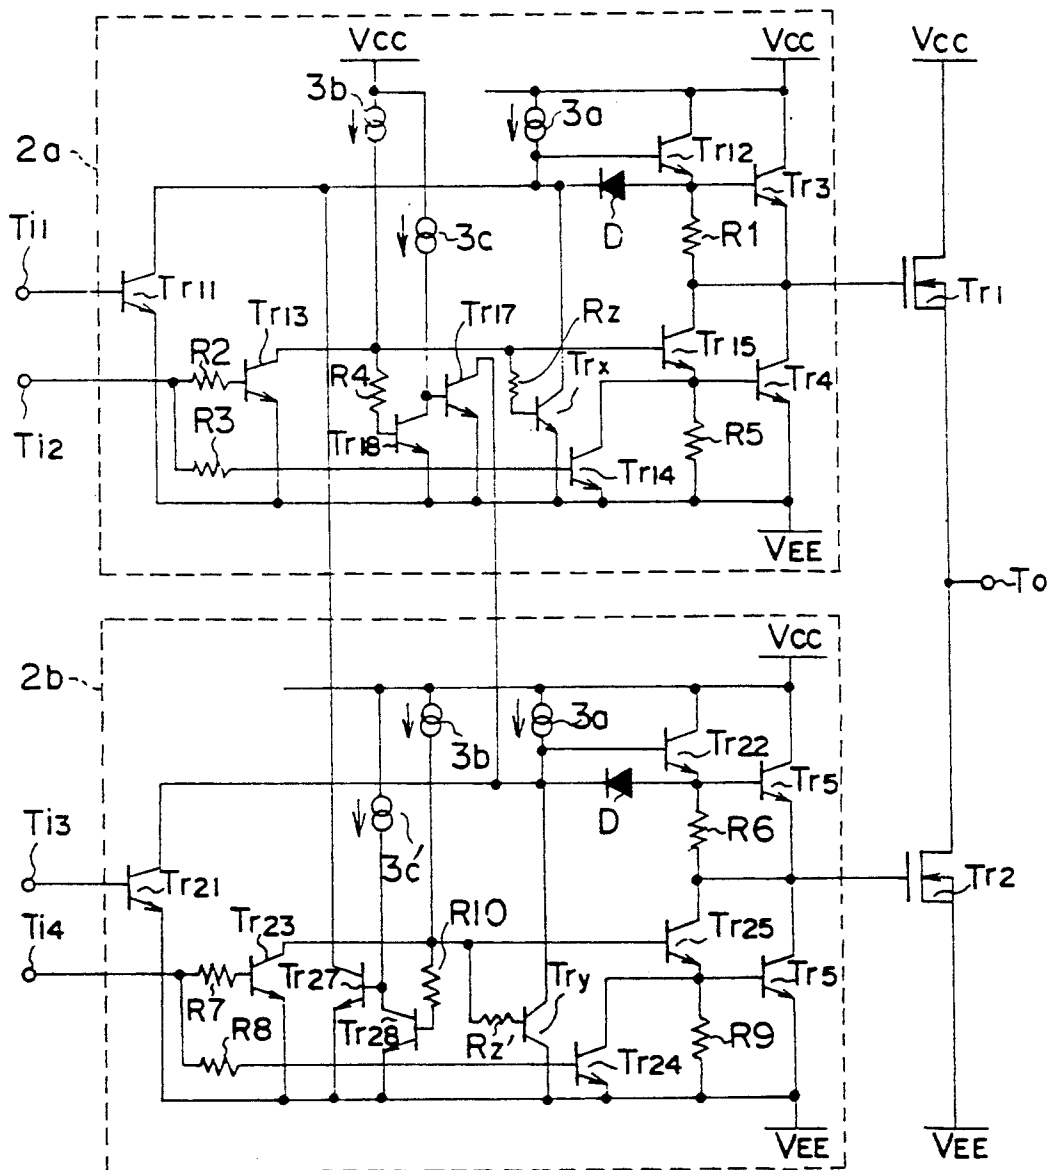 Vcc
Vcc
Vcc
3b
3a
2a
Tr12
Tr3
Ti1
D
R1
3c
Tr11
Tr1
Tr13
Tr17
Rz
R2
R4
Trx
Tr15
Tr4
Ti2
R3
Tr18
R5
Tr14
VEE
To
Vcc
2b
3b
3a
Tr22
Tr5
D
R6
Ti3
3c'
Tr21
Tr2
Ti4
Tr23
R10
Tr25
Tr27
Try
Tr5
R7
Tr28
Rz'
R8
Tr24
R9
VEE
VEE